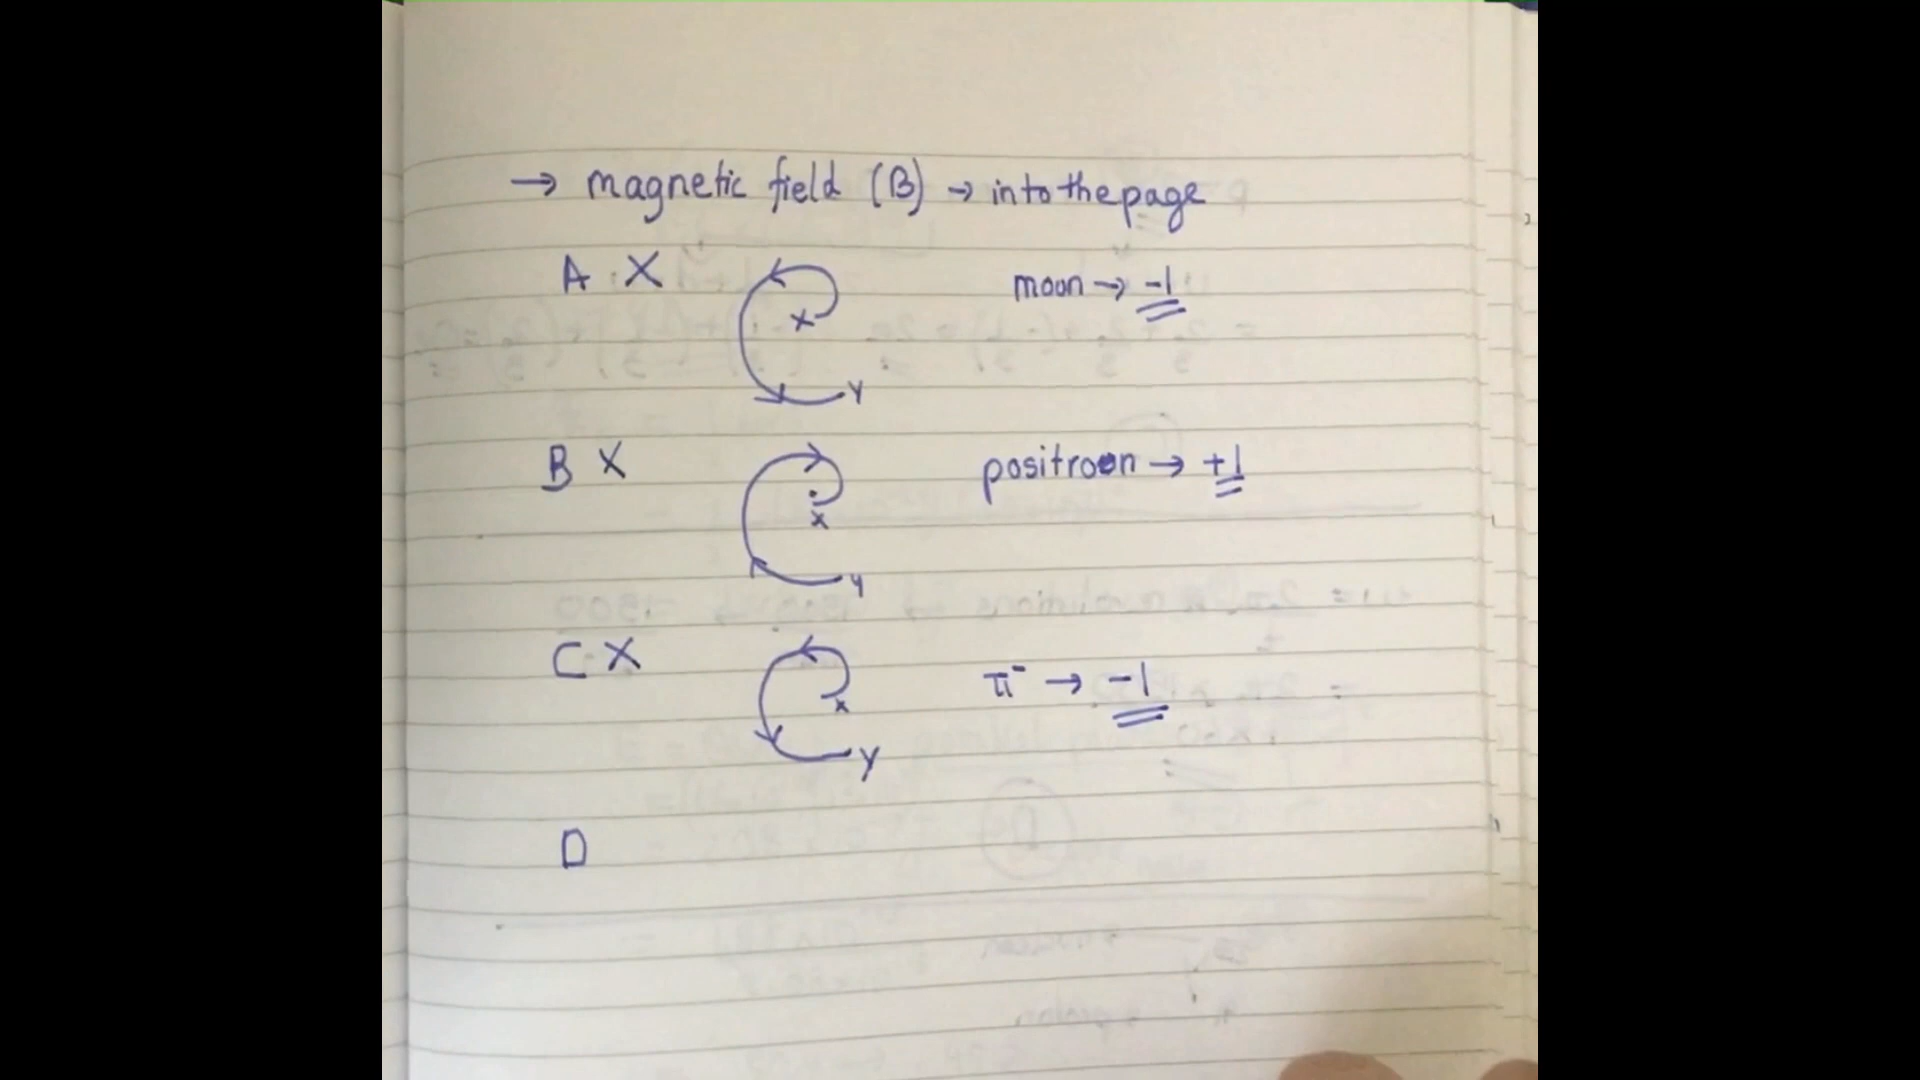 → magnetic field (B) → into the page
A X X Y moon → -1
B X X Y positroen → +1
C X X Y π⁻ → -1
D